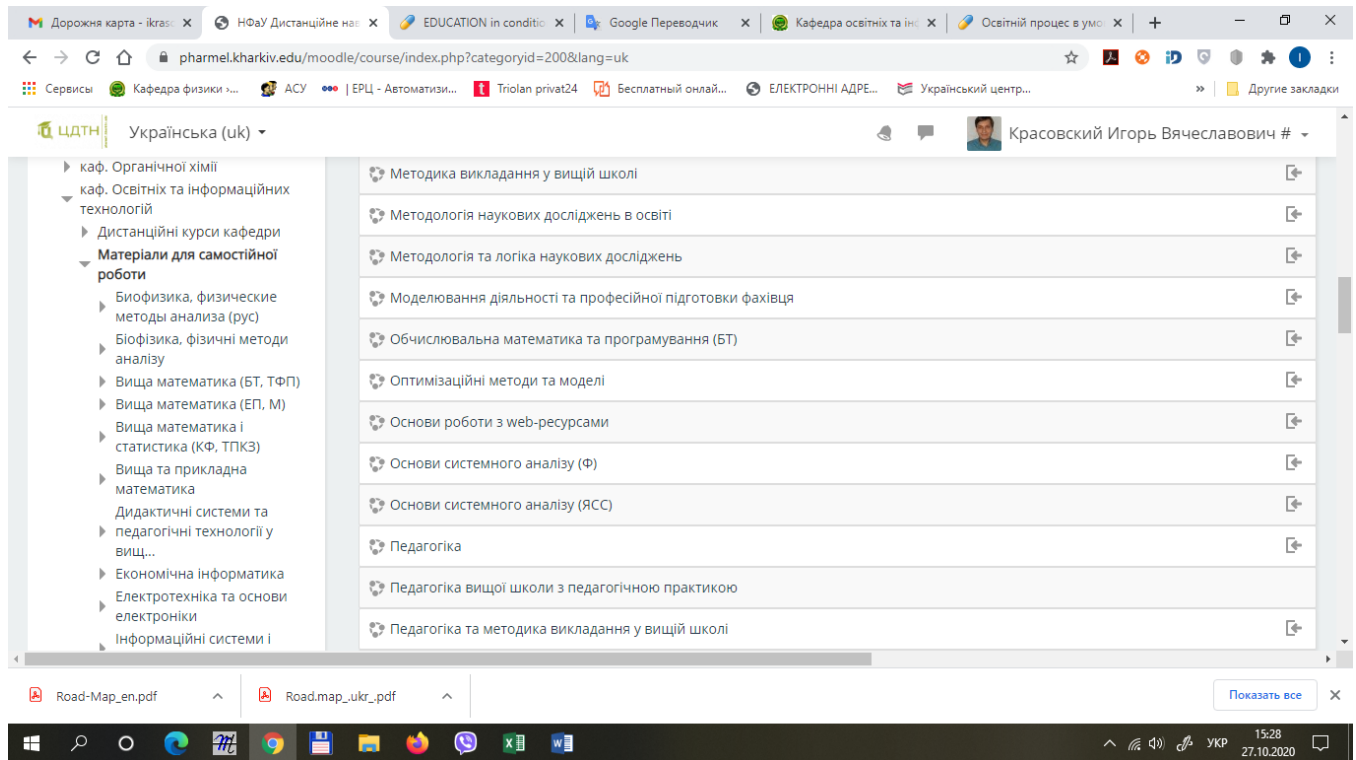 Дорожня карта - ikrasc
НФаУ Дистанційне нав
EDUCATION in conditio
Google Переводчик
Кафедра освітніх та інф
Освітній процес в умо
pharmel.kharkiv.edu/moodle/course/index.php?categoryid=200&lang=uk
Сервисы
Кафедра физики »...
АСУ
| ЕРЦ - Автоматизи...
Triolan privat24
Бесплатный онлай...
ЕЛЕКТРОННІ АДРЕ...
Український центр...
»
Другие закладки
ЦДТН
Українська (uk)
Красовский Игорь Вячеславович #
каф. Органічної хімії
каф. Освітніх та інформаційних
технологій
Дистанційні курси кафедри
Матеріали для самостійної
роботи
Биофизика, физические
методы анализа (рус)
Біофізика, фізичні методи
аналізу
Вища математика (БТ, ТФП)
Вища математика (ЕП, М)
Вища математика і
статистика (КФ, ТПКЗ)
Вища та прикладна
математика
Дидактичні системи та
педагогічні технології у
вищ...
Економічна інформатика
Електротехніка та основи
електроніки
Інформаційні системи і
Методика викладання у вищій школі
Методологія наукових досліджень в освіті
Методологія та логіка наукових досліджень
Моделювання діяльності та професійної підготовки фахівця
Обчислювальна математика та програмування (БТ)
Оптимізаційні методи та моделі
Основи роботи з web-ресурсами
Основи системного аналізу (Ф)
Основи системного аналізу (ЯСС)
Педагогіка
Педагогіка вищої школи з педагогічною практикою
Педагогіка та методика викладання у вищій школі
Road-Map_en.pdf
Road.map_.ukr_.pdf
Показать все
УКР
15:28
27.10.2020